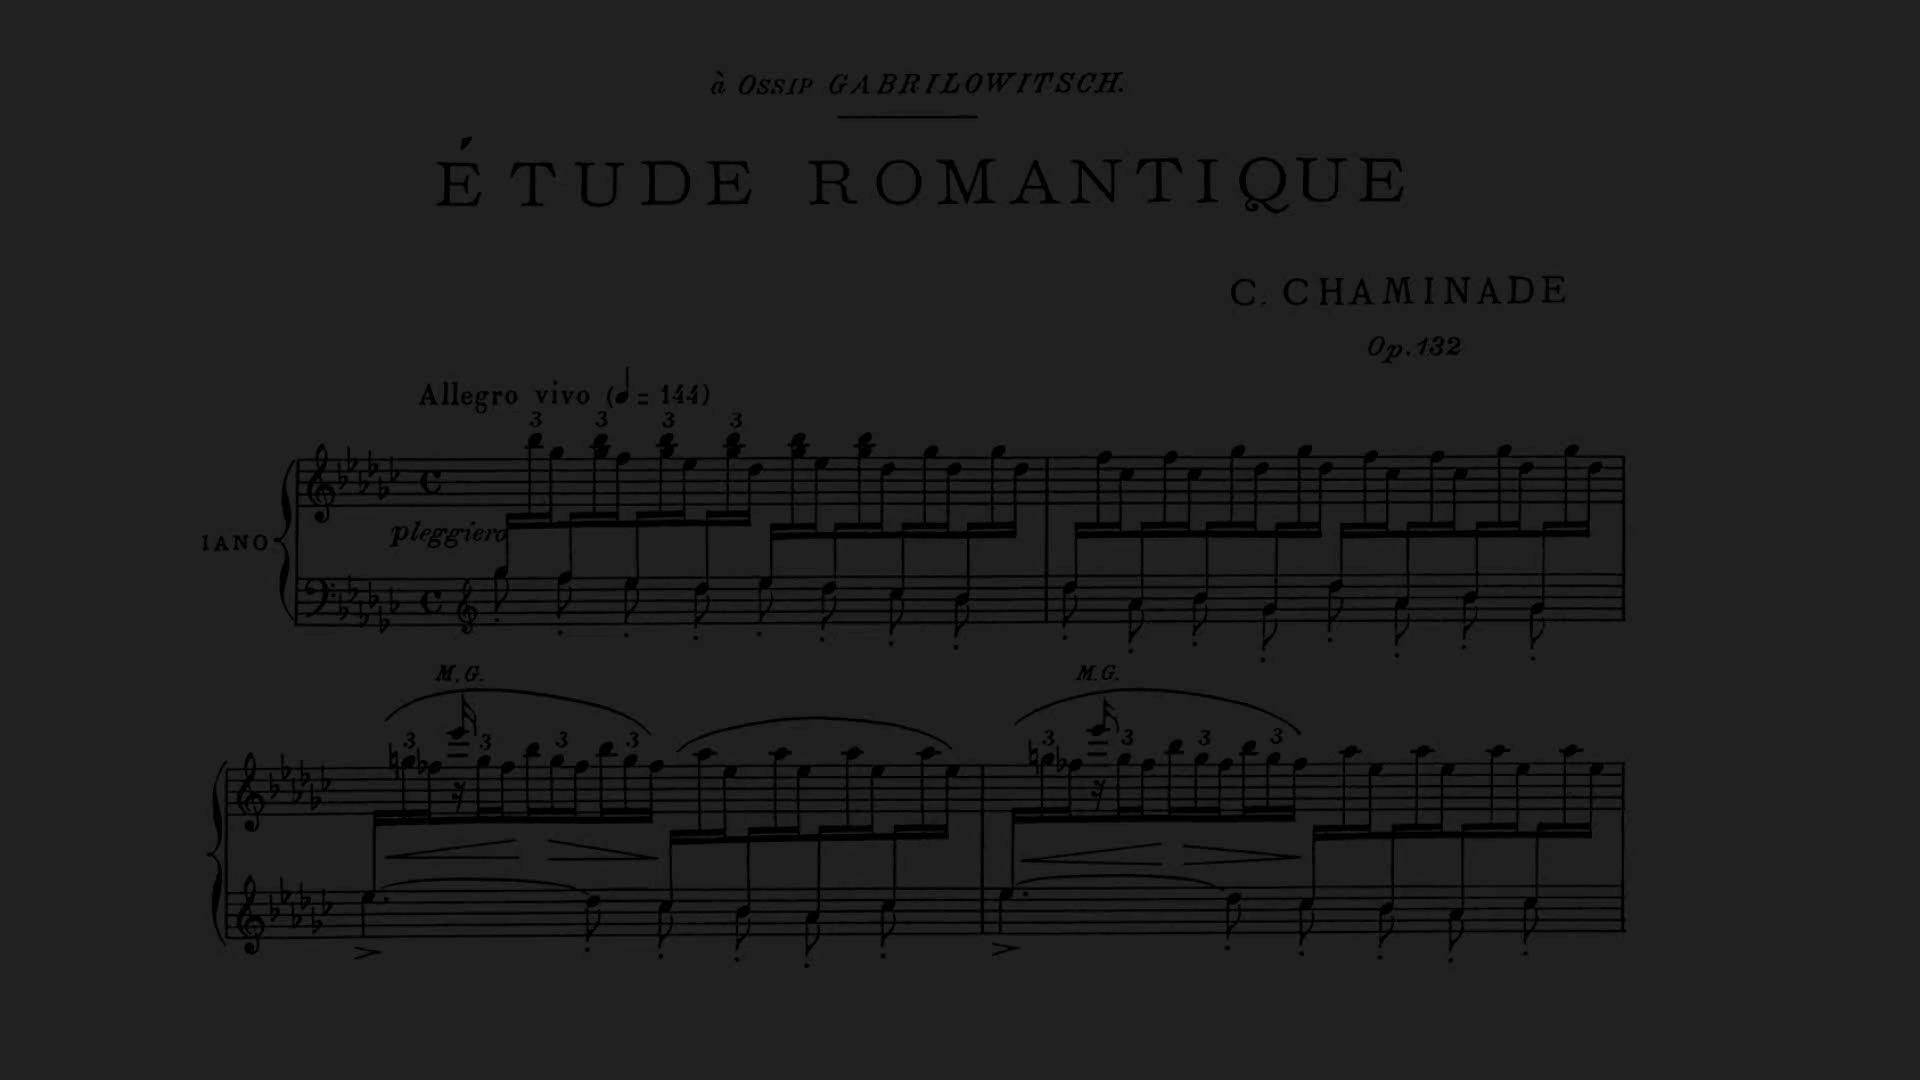 à OSSIP GABRILOWITSCH.
ÉTUDE ROMANTIQUE
C. CHAMINADE
Op. 132
Allegro vivo (♩ = 144)
3 3 3 3
pleggiero
IANO
M.G. M.G.
3 3 3 3 3 3 3 3